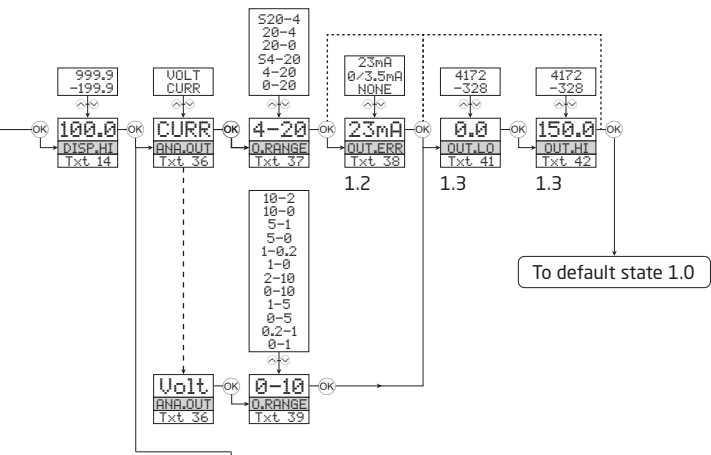 S20-4
20-4
20-0
S4-20
4-20
0-20
999.9
-199.9
VOLT
CURR
23mA
0/3.5mA
NONE
4172
-328
4172
-328
OK
100.0
DISP.HI
Txt 14
OK
CURR
ANA.OUT
Txt 36
OK
4-20
O.RANGE
Txt 37
OK
23mA
OUT.ERR
Txt 38
1.2
OK
0.0
OUT.LO
Txt 41
1.3
OK
150.0
OUT.HI
Txt 42
1.3
OK
To default state 1.0
10-2
10-0
5-1
5-0
1-0.2
1-0
2-10
0-10
1-5
0-5
0.2-1
0-1
Volt
ANA.OUT
Txt 36
OK
0-10
O.RANGE
Txt 39
OK